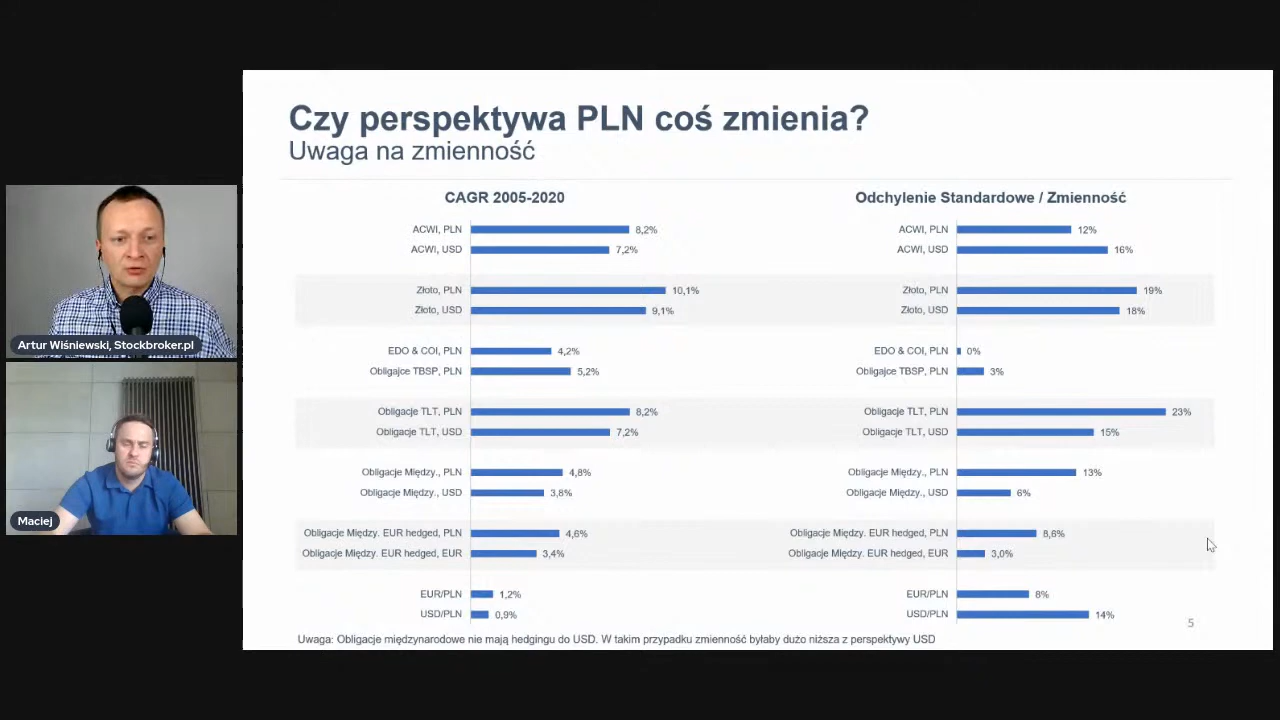 Czy perspektywa PLN coś zmienia?
Uwaga na zmienność
CAGR 2005-2020
ACWI, PLN 8,2%
ACWI, USD 7,2%
Złoto, PLN 10,1%
Złoto, USD 9,1%
EDO & COI, PLN 4,2%
Obligajce TBSP, PLN 5,2%
Obligacje TLT, PLN 8,2%
Obligacje TLT, USD 7,2%
Obligacje Między., PLN 4,8%
Obligacje Między., USD 3,8%
Obligacje Między. EUR hedged, PLN 4,6%
Obligacje Między. EUR hedged, EUR 3,4%
EUR/PLN 1,2%
USD/PLN 0,9%
Odchylenie Standardowe / Zmienność
ACWI, PLN 12%
ACWI, USD 16%
Złoto, PLN 19%
Złoto, USD 18%
EDO & COI, PLN 0%
Obligajce TBSP, PLN 3%
Obligacje TLT, PLN 23%
Obligacje TLT, USD 15%
Obligacje Między., PLN 13%
Obligacje Między., USD 6%
Obligacje Między. EUR hedged, PLN 8,6%
Obligacje Między. EUR hedged, EUR 3,0%
EUR/PLN 8%
USD/PLN 14%
Uwaga: Obligacje międzynarodowe nie mają hedgingu do USD. W takim przypadku zmienność byłaby dużo niższa z perspektywy USD
5
Artur Wiśniewski, Stockbroker.pl
Maciej